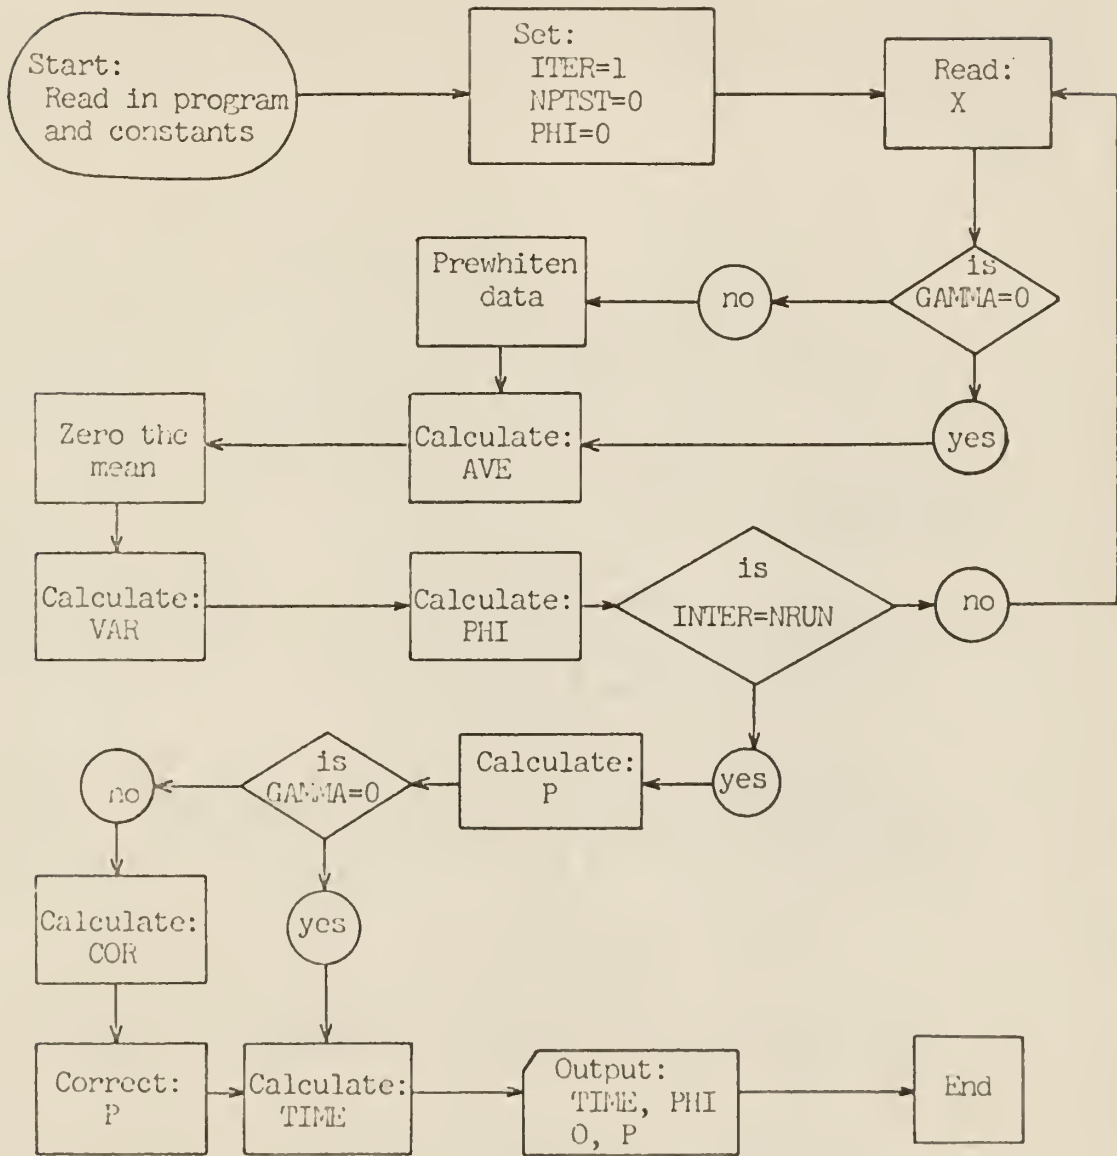 Start:
Read in program
and constants
Set:
ITER=1
NPTST=0
PHI=0
Read:
X
is
GAMMA=0
no
Prewhiten
data
yes
Calculate:
AVE
Zero the
mean
Calculate:
VAR
Calculate:
PHI
is
INTER=NRUN
no
yes
Calculate:
P
is
GAMMA=0
no
yes
Calculate:
COR
Correct:
P
Calculate:
TIME
Output:
TIME, PHI
O, P
End